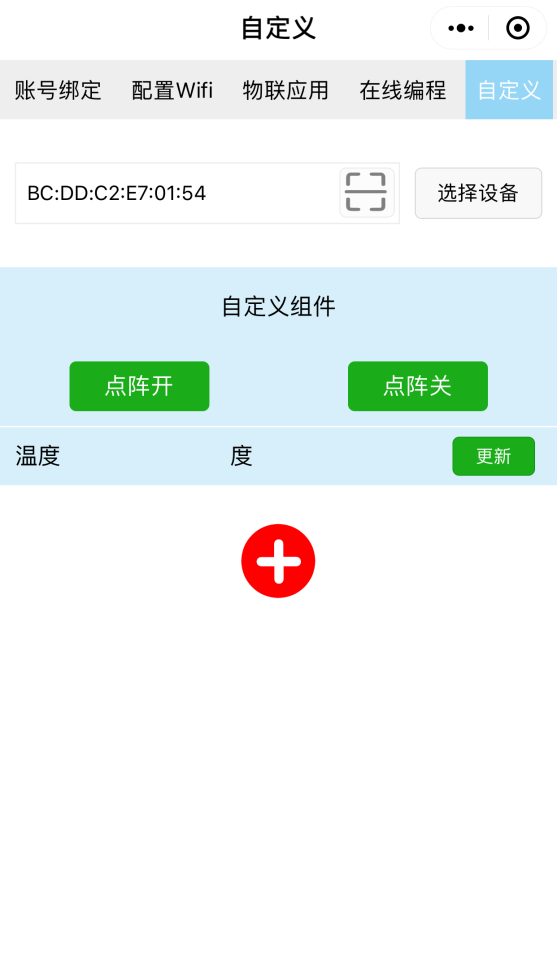 自定义
账号绑定 配置Wifi 物联应用 在线编程 自定义
BC:DD:C2:E7:01:54 选择设备
自定义组件
点阵开 点阵关
温度 度 更新